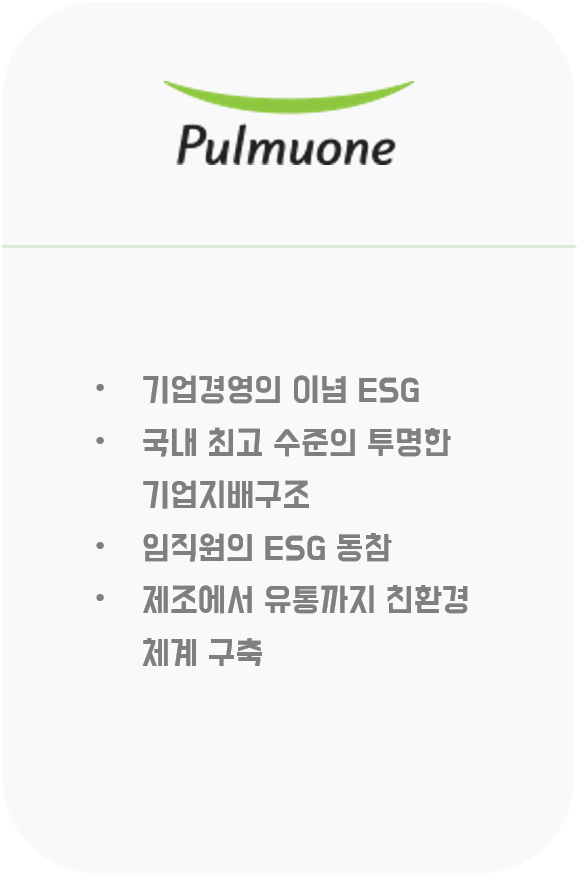 Pulmuone
• 기업경영의 이념 ESG
• 국내 최고 수준의 투명한
기업지배구조
• 임직원의 ESG 동참
• 제조에서 유통까지 친환경
체계 구축